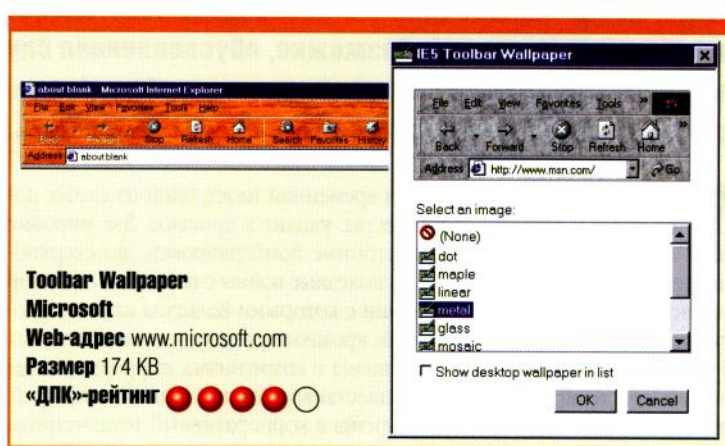 about:blank - Microsoft Internet Explorer
File Edit View Favorites Tools Help
Back Forward Stop Refresh Home Search Favorites History
Address about:blank
Toolbar Wallpaper
Microsoft
Web-адрес www.microsoft.com
Размер 174 KB
«ДПК»-рейтинг
IE5 Toolbar Wallpaper
File Edit View Favorites Tools »
Back Forward Stop Refresh Home »
Address http://www.msn.com/ Go
Select an image:
(None)
dot
maple
linear
metal
glass
mosaic
Show desktop wallpaper in list
OK Cancel